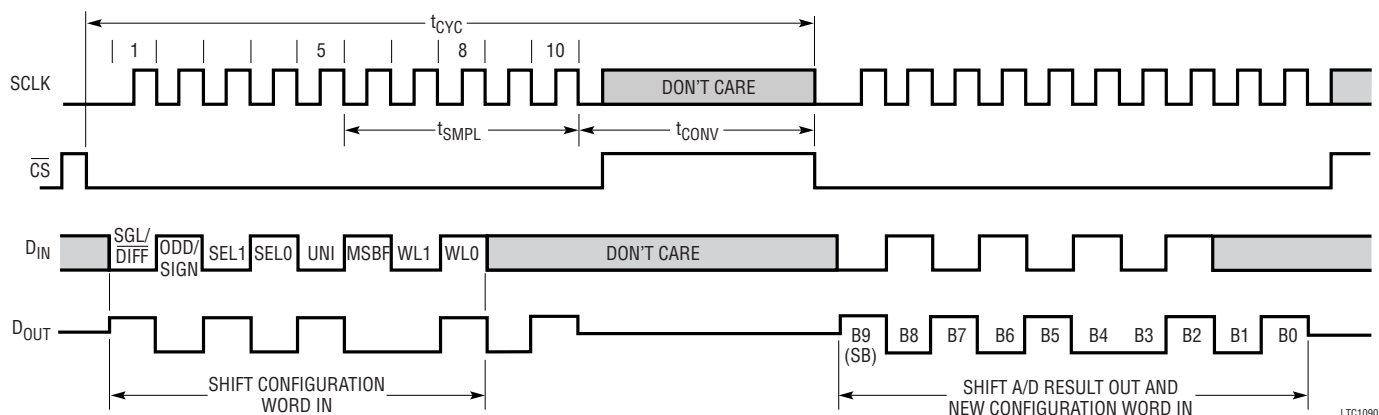 tCYC
1 5 8 10
SCLK
DON'T CARE
tSMPL
tCONV
CS
DIN
SGL/
DIFF
ODD/
SIGN
SEL1
SEL0
UNI
MSBF
WL1
WL0
DON'T CARE
DOUT
B9
(SB)
B8
B7
B6
B5
B4
B3
B2
B1
B0
SHIFT CONFIGURATION
WORD IN
SHIFT A/D RESULT OUT AND
NEW CONFIGURATION WORD IN
LTC1090